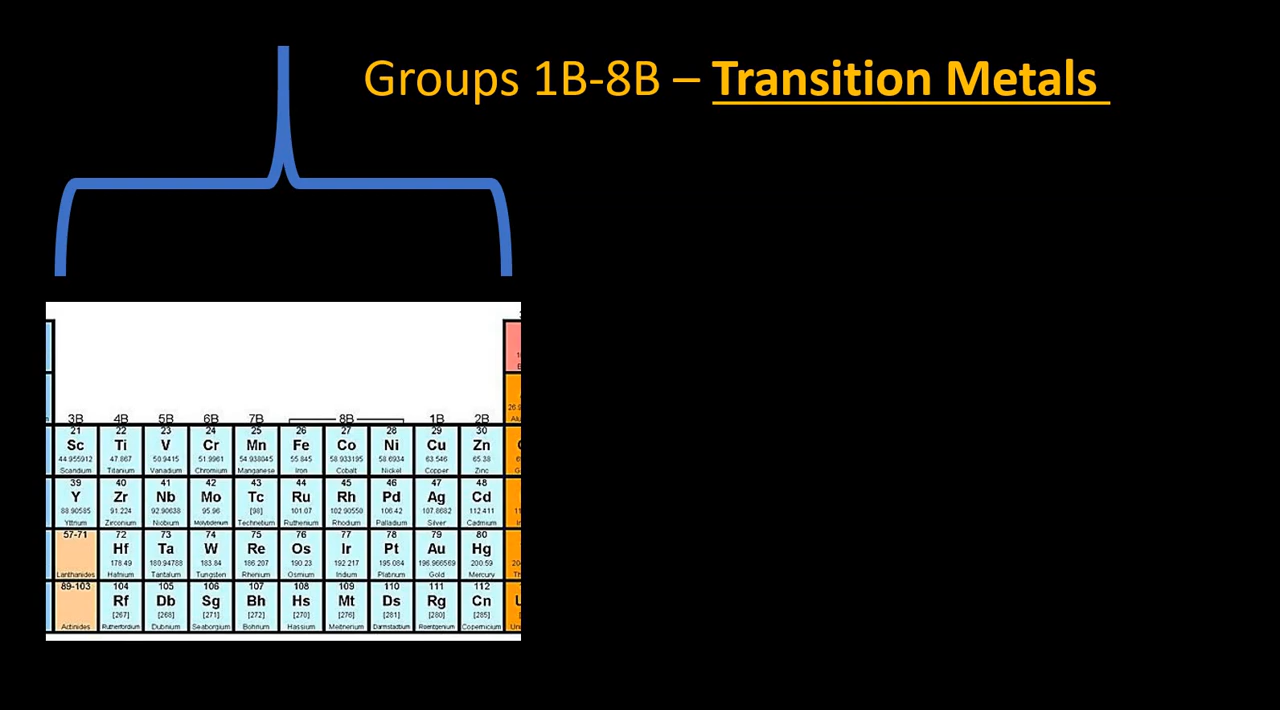 Groups 1B-8B – Transition Metals
3B 4B 5B 6B 7B 8B 1B 2B
21 22 23 24 25 26 27 28 29 30
Sc Ti V Cr Mn Fe Co Ni Cu Zn
44.955912 47.867 50.9415 51.9961 54.938045 55.845 58.933195 58.6934 63.546 65.38
Scandium Titanium Vanadium Chromium Manganese Iron Cobalt Nickel Copper Zinc
39 40 41 42 43 44 45 46 47 48
Y Zr Nb Mo Tc Ru Rh Pd Ag Cd
88.90585 91.224 92.90638 95.96 [98] 101.07 102.90550 106.42 107.8682 112.411
Yttrium Zirconium Niobium Molybdenum Technetium Ruthenium Rhodium Palladium Silver Cadmium
57-71 72 73 74 75 76 77 78 79 80
Hf Ta W Re Os Ir Pt Au Hg
178.49 180.94788 183.84 186.207 190.23 192.217 195.084 196.966569 200.59
Lanthanides Hafnium Tantalum Tungsten Rhenium Osmium Iridium Platinum Gold Mercury
89-103 104 105 106 107 108 109 110 111 112
Rf Db Sg Bh Hs Mt Ds Rg Cn
[267] [268] [271] [272] [270] [276] [281] [280] [285]
Actinides Rutherfordium Dubnium Seaborgium Bohrium Hassium Meitnerium Darmstadtium Roentgenium Copernicium